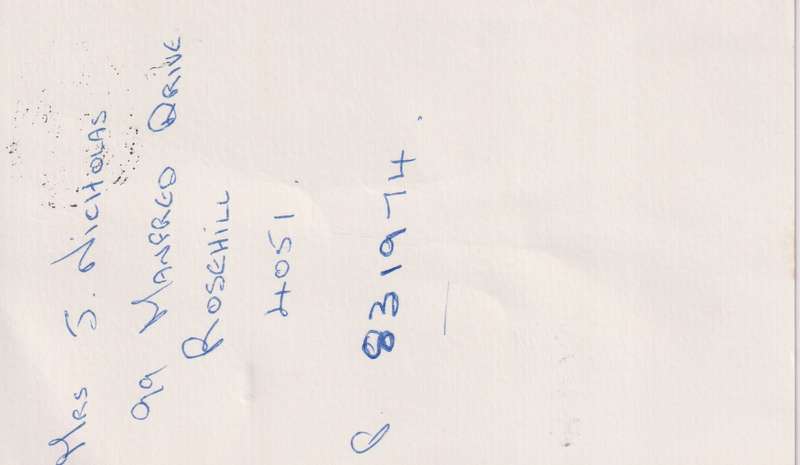 Mrs S. Nicholas
99 Manfred Drive
Rosehill
4051
831974.